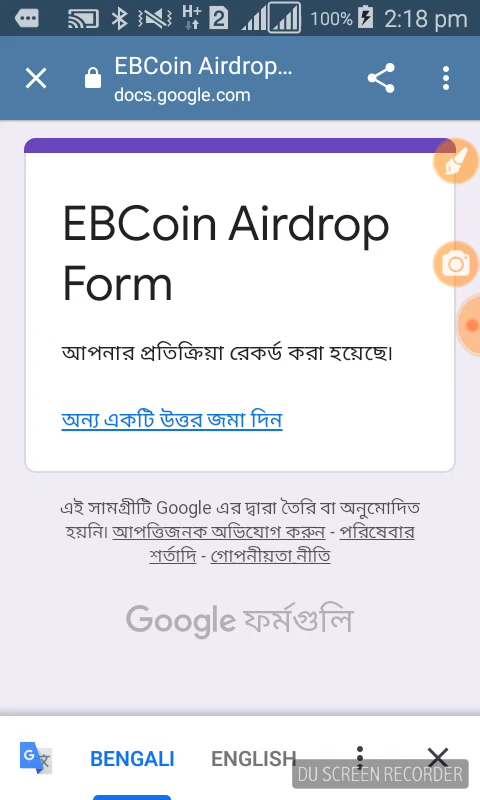 H+ 2 100% 2:18 pm
EBCoin Airdrop...
docs.google.com
EBCoin Airdrop
Form
আপনার প্রতিক্রিয়া রেকর্ড করা হয়েছে।
অন্য একটি উত্তর জমা দিন
এই সামগ্রীটি Google এর দ্বারা তৈরি বা অনুমোদিত
হয়নি। আপত্তিজনক অভিযোগ করুন - পরিষেবার
শর্তাদি - গোপনীয়তা নীতি
Google ফর্মগুলি
G BENGALI ENGLISH
DU SCREEN RECORDER